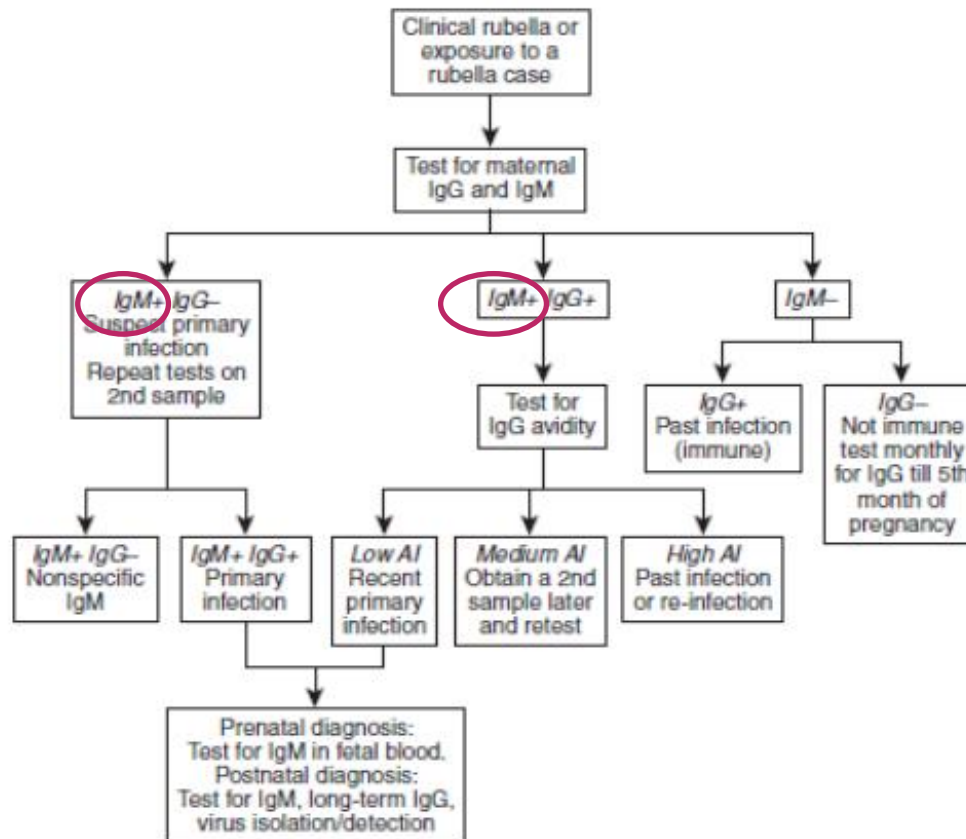 Clinical rubella or
exposure to a
rubella case
Test for maternal
IgG and IgM
IgM+ IgG–
Suspect primary
infection
Repeat tests on
2nd sample
IgM+ IgG+
IgM–
Test for
IgG avidity
IgG+
Past infection
(immune)
IgG–
Not immune
test monthly
for IgG till 5th
month of
pregnancy
IgM+ IgG–
Nonspecific
IgM
IgM+ IgG+
Primary
infection
Low AI
Recent
primary
infection
Medium AI
Obtain a 2nd
sample later
and retest
High AI
Past infection
or re-infection
Prenatal diagnosis:
Test for IgM in fetal blood.
Postnatal diagnosis:
Test for IgM, long-term IgG,
virus isolation/detection